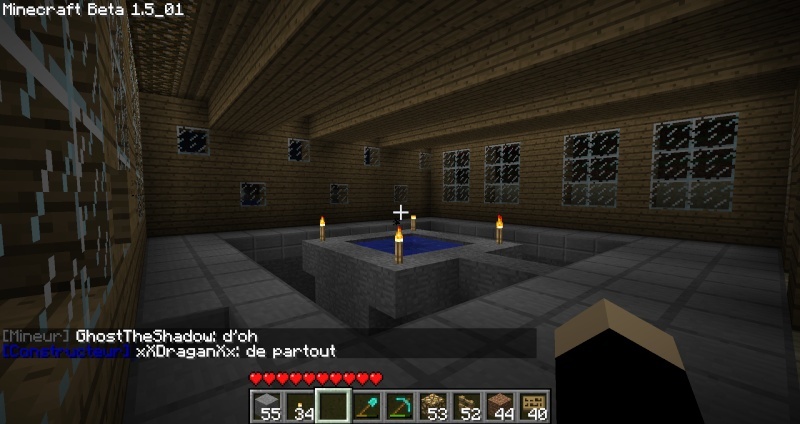 Minecraft Beta 1.5_01
[Mineur] GhostTheShadow: d'oh
[Constructeur] xXDraganXx: de partout
55 34 53 52 44 40